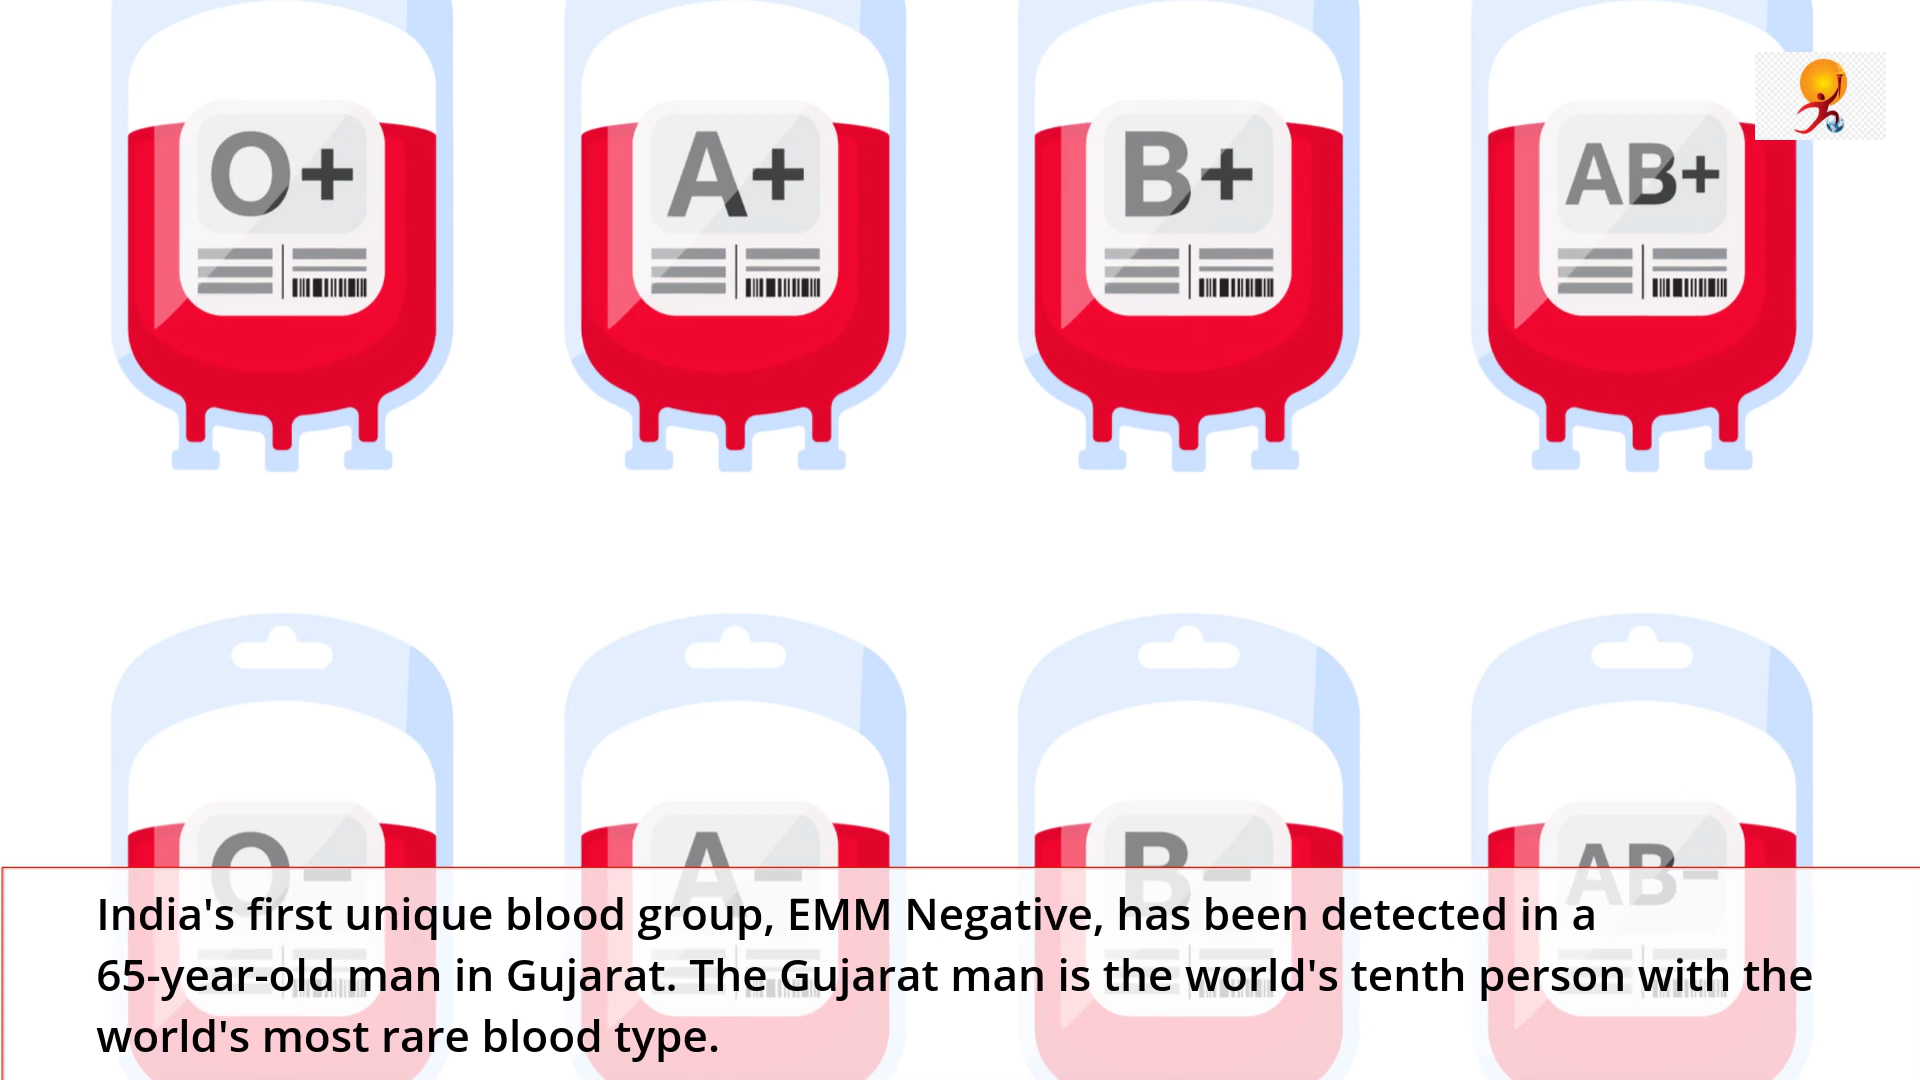 O+
A+
B+
AB+
O-
A-
B-
AB-
India's first unique blood group, EMM Negative, has been detected in a
65-year-old man in Gujarat. The Gujarat man is the world's tenth person with the
world's most rare blood type.